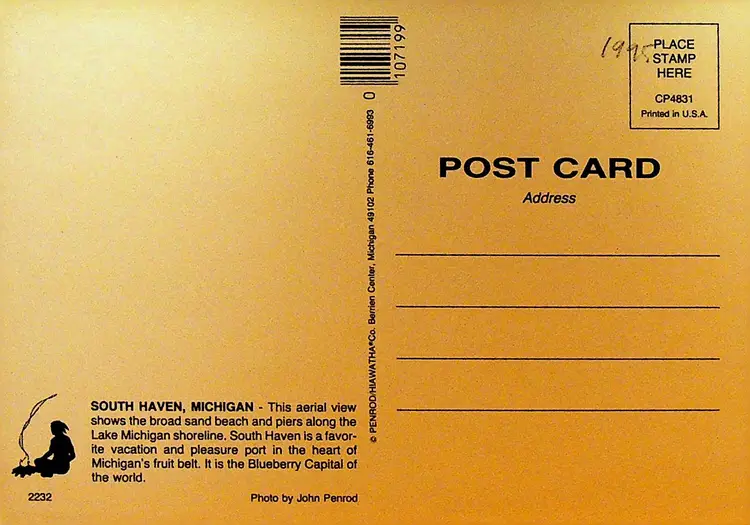 107199
0
1995
PLACE
STAMP
HERE
CP4831
Printed in U.S.A.
POST CARD
Address
© PENROD/HIAWATHA®Co. Berrien Center, Michigan 49102 Phone 616-461-6993
SOUTH HAVEN, MICHIGAN - This aerial view
shows the broad sand beach and piers along the
Lake Michigan shoreline. South Haven is a favor-
ite vacation and pleasure port in the heart of
Michigan's fruit belt. It is the Blueberry Capital of
the world.
2232
Photo by John Penrod